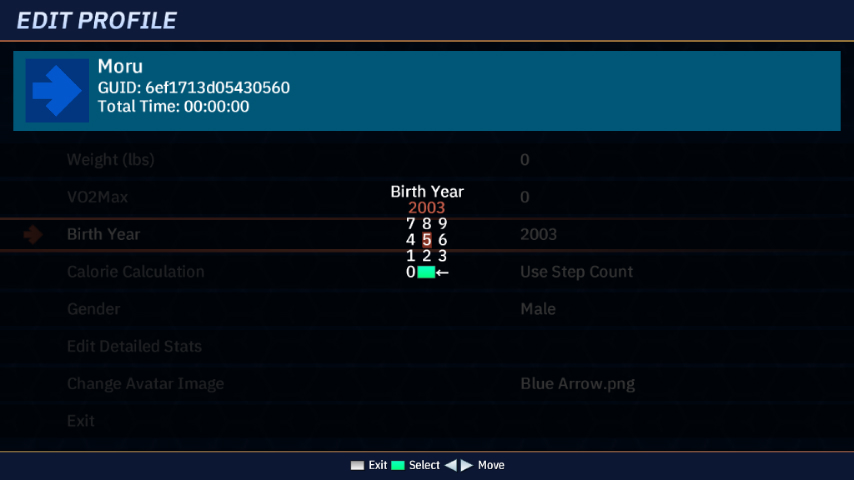 EDIT PROFILE
Moru
GUID: 6ef1713d05430560
Total Time: 00:00:00
Weight (lbs) 0
VO2Max 0
Birth Year
2003
7 8 9
4 5 6
1 2 3
0 ←
Birth Year 2003
Calorie Calculation Use Step Count
Gender Male
Edit Detailed Stats
Change Avatar Image Blue Arrow.png
Exit
Exit Select Move